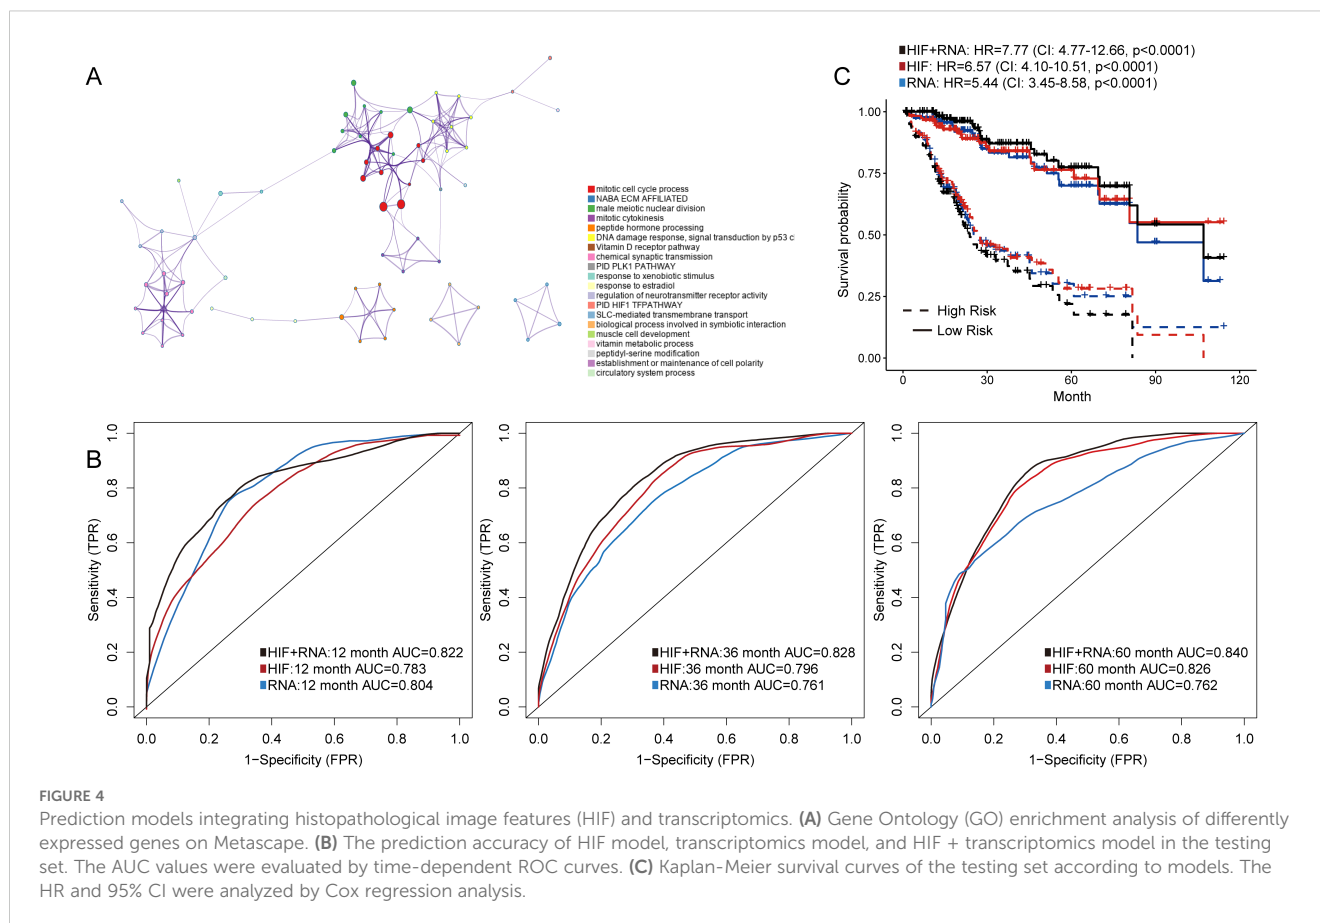 A
mitotic cell cycle process
NABA ECM AFFILIATED
male meiotic nuclear division
mitotic cytokinesis
peptide hormone processing
DNA damage response, signal transduction by p53 c
Vitamin D receptor pathway
chemical synaptic transmission
PID PLK1 PATHWAY
response to xenobiotic stimulus
response to estradiol
regulation of neurotransmitter receptor activity
PID HIF1 TFPATHWAY
SLC-mediated transmembrane transport
biological process involved in symbiotic interaction
muscle cell development
vitamin metabolic process
peptidyl-serine modification
establishment or maintenance of cell polarity
circulatory system process
C
HIF+RNA: HR=7.77 (CI: 4.77-12.66, p<0.0001)
HIF: HR=6.57 (CI: 4.10-10.51, p<0.0001)
RNA: HR=5.44 (CI: 3.45-8.58, p<0.0001)
Survival probability
1.00
0.75
0.50
0.25
0.00
High Risk
Low Risk
0 30 60 90 120
Month
B
Sensitivity (TPR)
1.0
0.8
0.6
0.4
0.2
0.0
HIF+RNA:12 month AUC=0.822
HIF:12 month AUC=0.783
RNA:12 month AUC=0.804
0.0 0.2 0.4 0.6 0.8 1.0
1−Specificity (FPR)
Sensitivity (TPR)
1.0
0.8
0.6
0.4
0.2
0.0
HIF+RNA:36 month AUC=0.828
HIF:36 month AUC=0.796
RNA:36 month AUC=0.761
0.0 0.2 0.4 0.6 0.8 1.0
1−Specificity (FPR)
Sensitivity (TPR)
1.0
0.8
0.6
0.4
0.2
0.0
HIF+RNA:60 month AUC=0.840
HIF:60 month AUC=0.826
RNA:60 month AUC=0.762
0.0 0.2 0.4 0.6 0.8 1.0
1−Specificity (FPR)
FIGURE 4
Prediction models integrating histopathological image features (HIF) and transcriptomics. (A) Gene Ontology (GO) enrichment analysis of differently
expressed genes on Metascape. (B) The prediction accuracy of HIF model, transcriptomics model, and HIF + transcriptomics model in the testing
set. The AUC values were evaluated by time-dependent ROC curves. (C) Kaplan-Meier survival curves of the testing set according to models. The
HR and 95% CI were analyzed by Cox regression analysis.